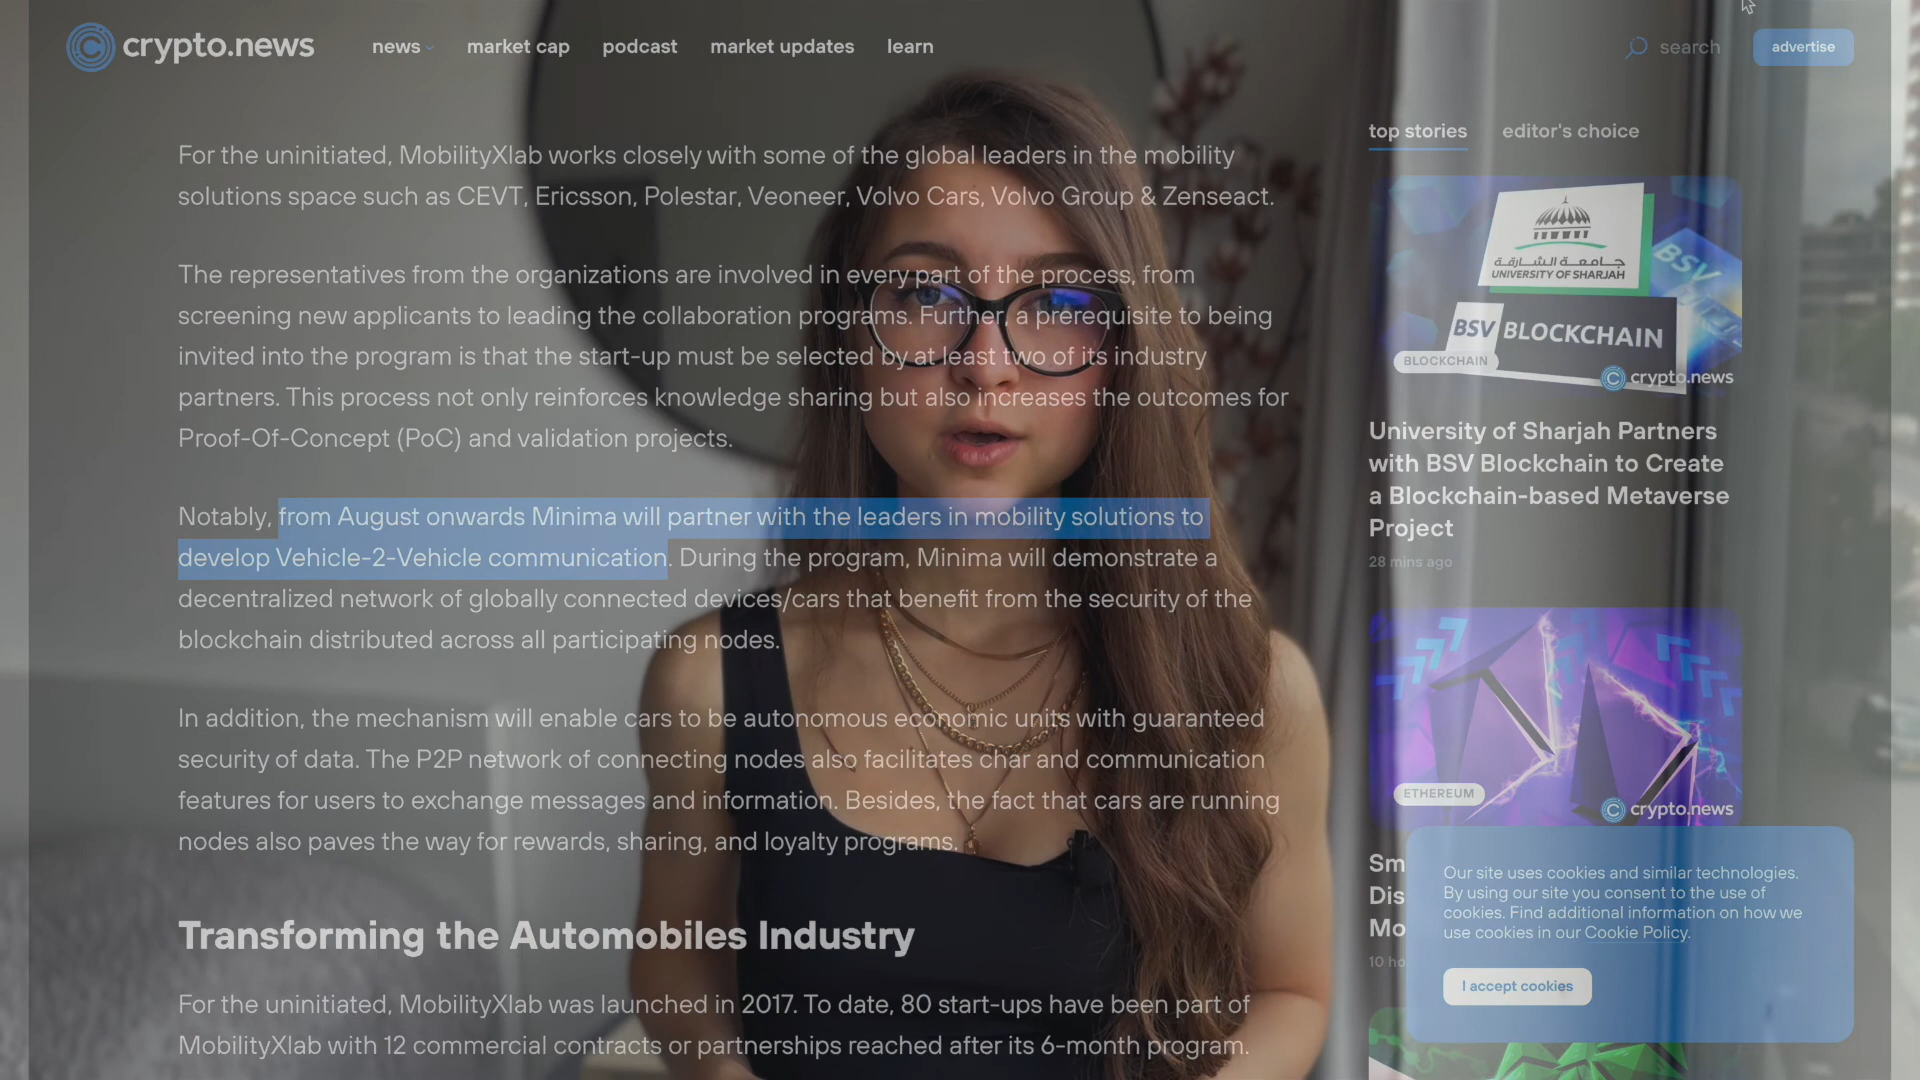 crypto.news
news
market cap
podcast
market updates
learn
search
advertise
For the uninitiated, MobilityXlab works closely with some of the global leaders in the mobility
solutions space such as CEVT, Ericsson, Polestar, Veoneer, Volvo Cars, Volvo Group & Zenseact.
The representatives from the organizations are involved in every part of the process, from
screening new applicants to leading the collaboration programs. Further, a prerequisite to being
invited into the program is that the start-up must be selected by at least two of its industry
partners. This process not only reinforces knowledge sharing but also increases the outcomes for
Proof-Of-Concept (PoC) and validation projects.
Notably, from August onwards Minima will partner with the leaders in mobility solutions to
develop Vehicle-2-Vehicle communication. During the program, Minima will demonstrate a
decentralized network of globally connected devices/cars that benefit from the security of the
blockchain distributed across all participating nodes.
In addition, the mechanism will enable cars to be autonomous economic units with guaranteed
security of data. The P2P network of connecting nodes also facilitates char and communication
features for users to exchange messages and information. Besides, the fact that cars are running
nodes also paves the way for rewards, sharing, and loyalty programs.
Transforming the Automobiles Industry
For the uninitiated, MobilityXlab was launched in 2017. To date, 80 start-ups have been part of
MobilityXlab with 12 commercial contracts or partnerships reached after its 6-month program.
top stories
editor's choice
جامعة الشارقة
UNIVERSITY OF SHARJAH
BSV
BSV BLOCKCHAIN
BLOCKCHAIN
crypto.news
University of Sharjah Partners
with BSV Blockchain to Create
a Blockchain-based Metaverse
Project
28 mins ago
ETHEREUM
crypto.news
Sm
Dis
Mo
10 ho
Our site uses cookies and similar technologies.
By using our site you consent to the use of
cookies. Find additional information on how we
use cookies in our Cookie Policy.
I accept cookies